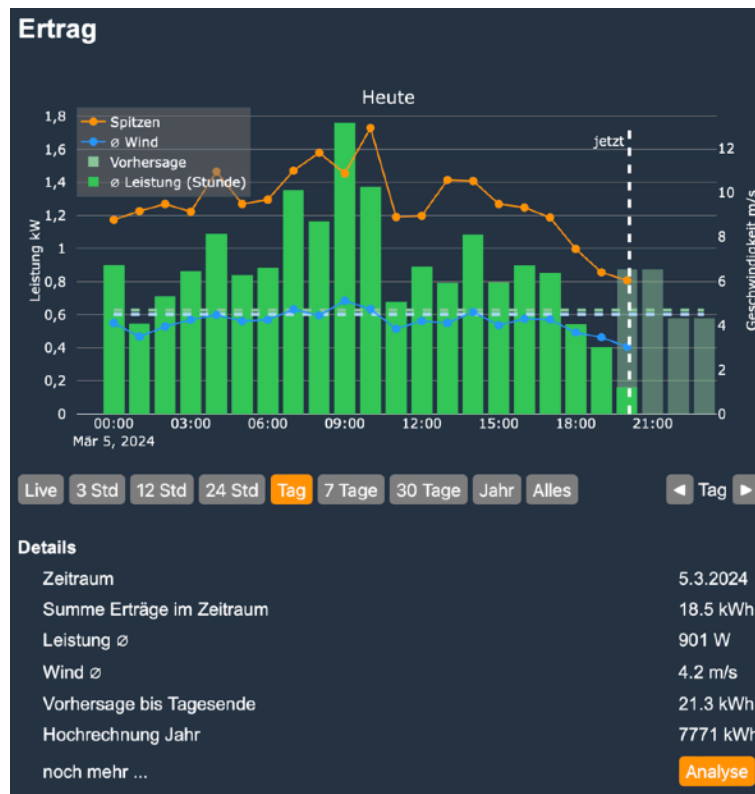 Ertrag
Heute
Spitzen
ø Wind
Vorhersage
ø Leistung (Stunde)
jetzt
1,8
1,6
1,4
1,2
1
0,8
0,6
0,4
0,2
0
Leistung kW
12
10
8
6
4
2
0
Geschwindigkeit m/s
00:00 03:00 06:00 09:00 12:00 15:00 18:00 21:00
Mär 5, 2024
Live 3 Std 12 Std 24 Std Tag 7 Tage 30 Tage Jahr Alles ◄ Tag ►
Details
Zeitraum 5.3.2024
Summe Erträge im Zeitraum 18.5 kWh
Leistung ⌀ 901 W
Wind ⌀ 4.2 m/s
Vorhersage bis Tagesende 21.3 kWh
Hochrechnung Jahr 7771 kWh
noch mehr ... Analyse